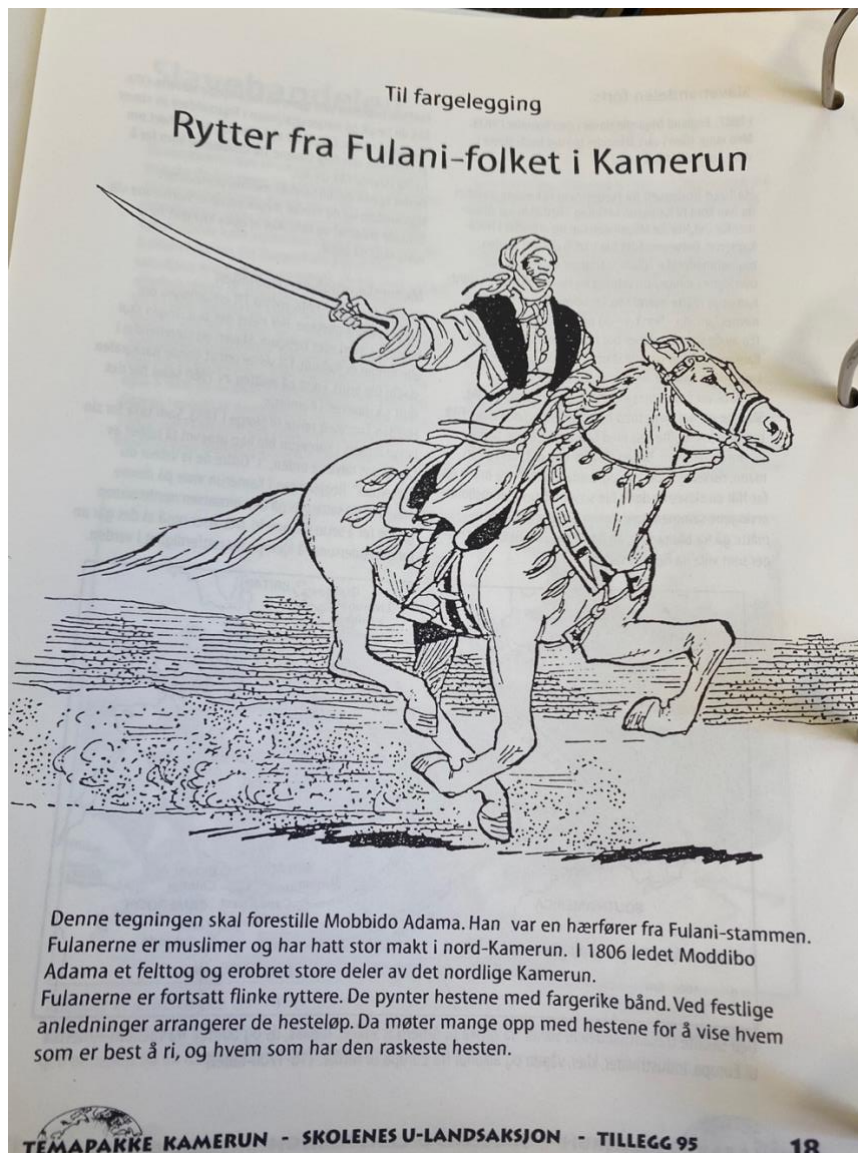 Til fargelegging
Rytter fra Fulani-folket i Kamerun
Denne tegningen skal forestille Mobbido Adama. Han var en hærfører fra Fulani-stammen.
Fulanerne er muslimer og har hatt stor makt i nord-Kamerun. I 1806 ledet Moddibo
Adama et felttog og erobret store deler av det nordlige Kamerun.
Fulanerne er fortsatt flinke ryttere. De pynter hestene med fargerike bånd. Ved festlige
anledninger arrangerer de hesteløp. Da møter mange opp med hestene for å vise hvem
som er best å ri, og hvem som har den raskeste hesten.
TEMAPAKKE KAMERUN - SKOLENES U-LANDSAKSJON - TILLEGG 95 18